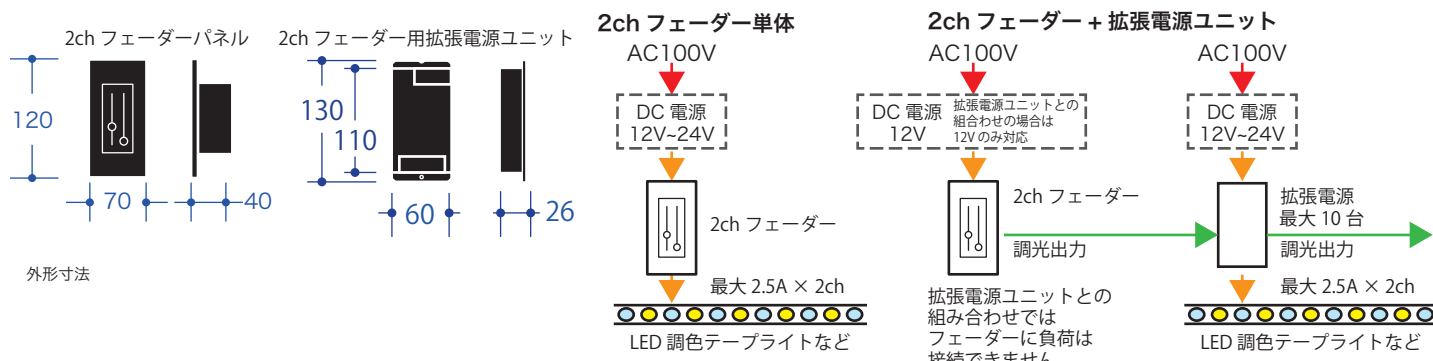 2ch フェーダーパネル
120
70
40
2ch フェーダー用拡張電源ユニット
130
110
60
26
外形寸法
2ch フェーダー単体
AC100V
DC 電源
12V~24V
2ch フェーダー
最大 2.5A × 2ch
LED 調色テープライトなど
2ch フェーダー + 拡張電源ユニット
AC100V
DC 電源
12V
拡張電源ユニットとの
組合わせの場合は
12V のみ対応
2ch フェーダー
調光出力
拡張電源ユニットとの
組み合わせでは
フェーダーに負荷は
接続できません
AC100V
DC 電源
12V~24V
拡張電源
最大 10 台
調光出力
最大 2.5A × 2ch
LED 調色テープライトなど